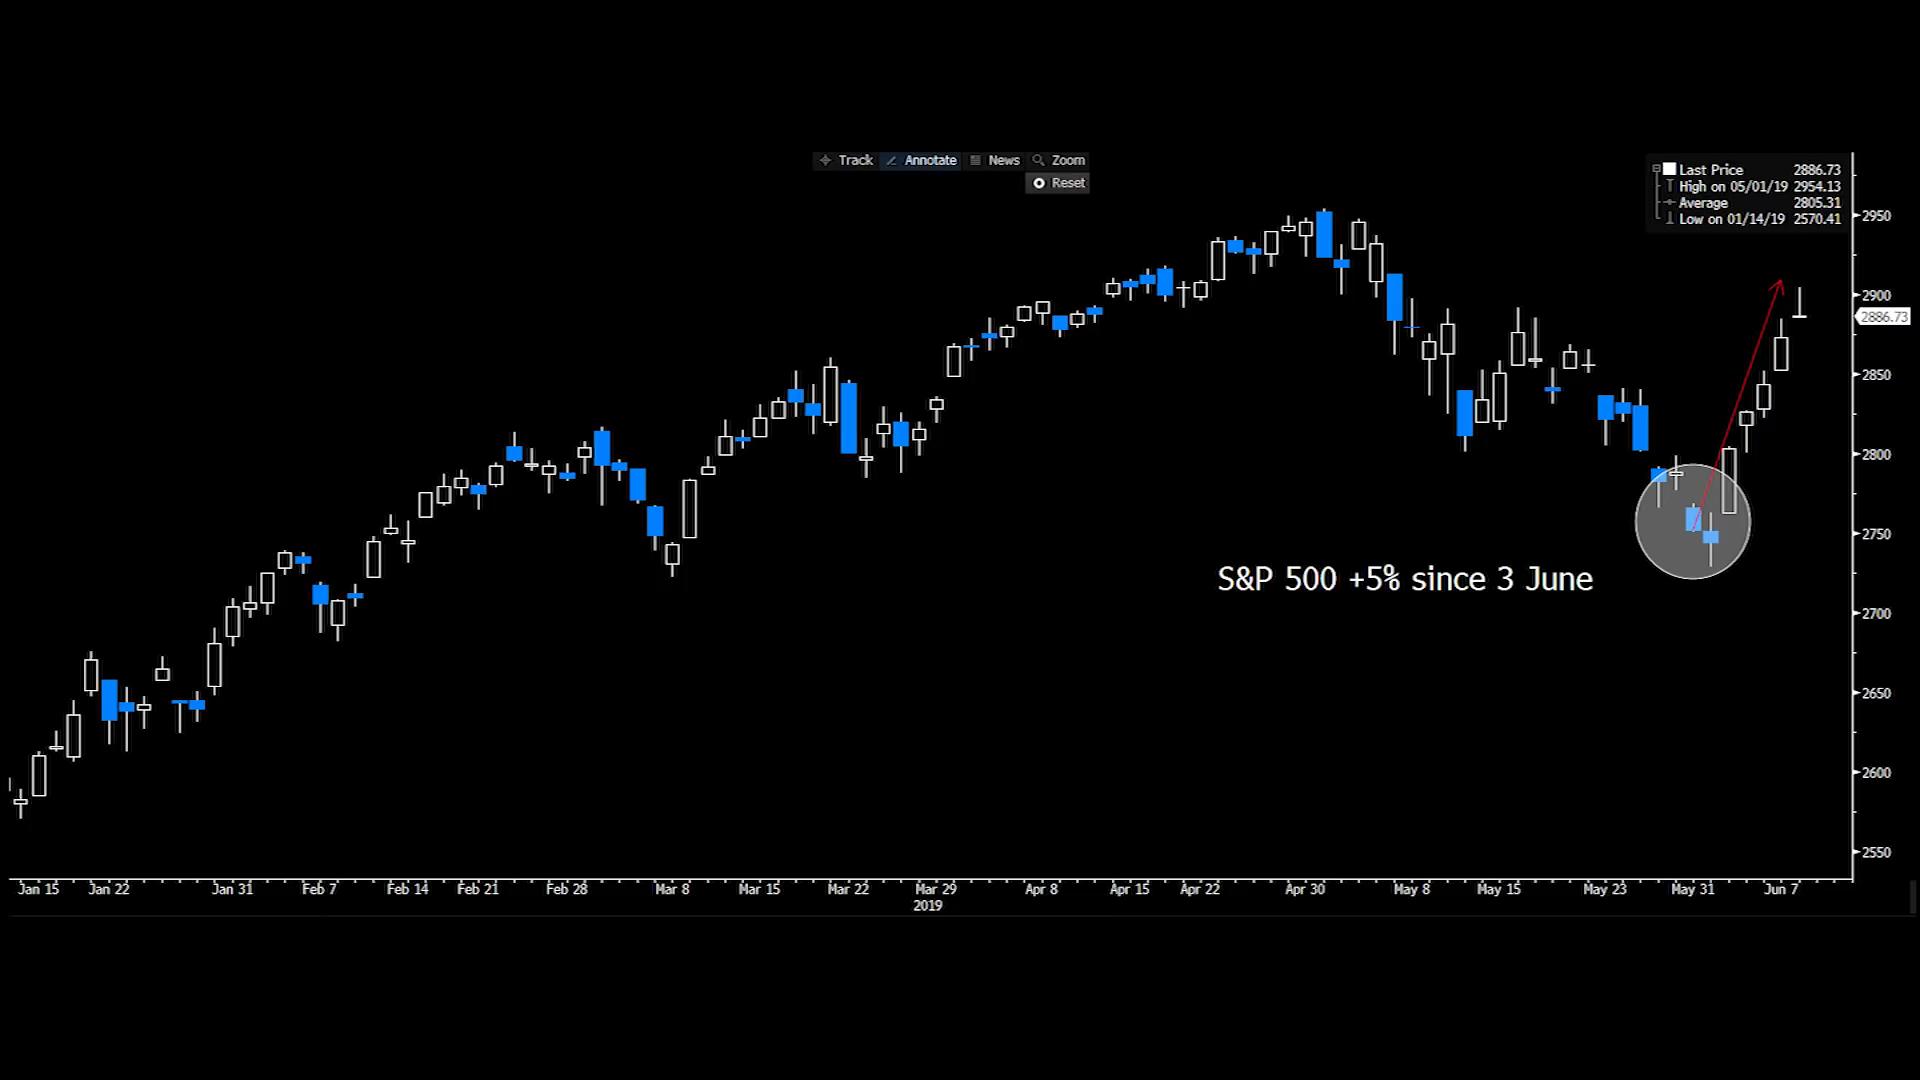 Track Annotate News Zoom
Reset
Last Price 2886.73
High on 05/01/19 2954.13
Average 2805.31
Low on 01/14/19 2570.41
2950
2900
2886.73
2850
2800
2750
2700
2650
2600
2550
S&P 500 +5% since 3 June
Jan 15 Jan 22 Jan 31 Feb 7 Feb 14 Feb 21 Feb 28 Mar 8 Mar 15 Mar 22 Mar 29 Apr 8 Apr 15 Apr 22 Apr 30 May 8 May 15 May 23 May 31 Jun 7
2019